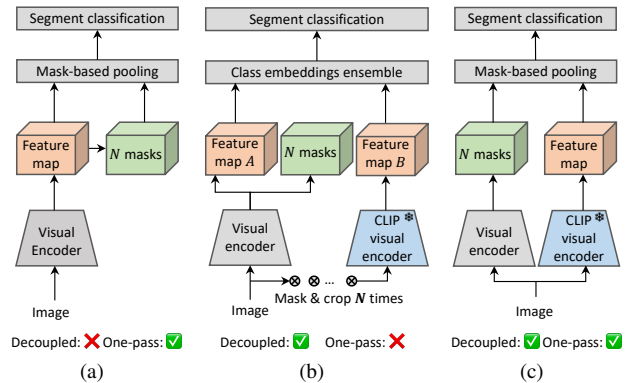 Segment classification
Mask-based pooling
Feature
map
N masks
Visual
Encoder
Image
Decoupled: ❌ One-pass: ✅
(a)
Segment classification
Class embeddings ensemble
Feature
map A
N masks
Feature
map B
Visual
encoder
CLIP
visual
encoder
...
Mask & crop N times
Image
Decoupled: ✅ One-pass: ❌
(b)
Segment classification
Mask-based pooling
N masks
Feature
map
Visual
encoder
CLIP
visual
encoder
Image
Decoupled: ✅ One-pass: ✅
(c)